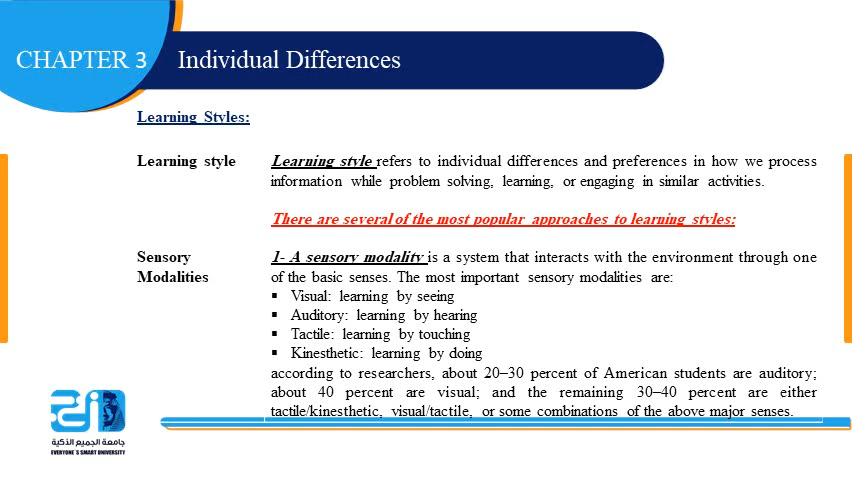 CHAPTER 3
Individual Differences
Learning Styles:
Learning style
Learning style refers to individual differences and preferences in how we process
information while problem solving, learning, or engaging in similar activities.
There are several of the most popular approaches to learning styles:
Sensory
Modalities
1- A sensory modality is a system that interacts with the environment through one
of the basic senses. The most important sensory modalities are:
▪ Visual: learning by seeing
▪ Auditory: learning by hearing
▪ Tactile: learning by touching
▪ Kinesthetic: learning by doing
according to researchers, about 20–30 percent of American students are auditory;
about 40 percent are visual; and the remaining 30–40 percent are either
tactile/kinesthetic, visual/tactile, or some combinations of the above major senses.
جامعة الجميع الذكية
EVERYONE`S SMART UNIVERSITY